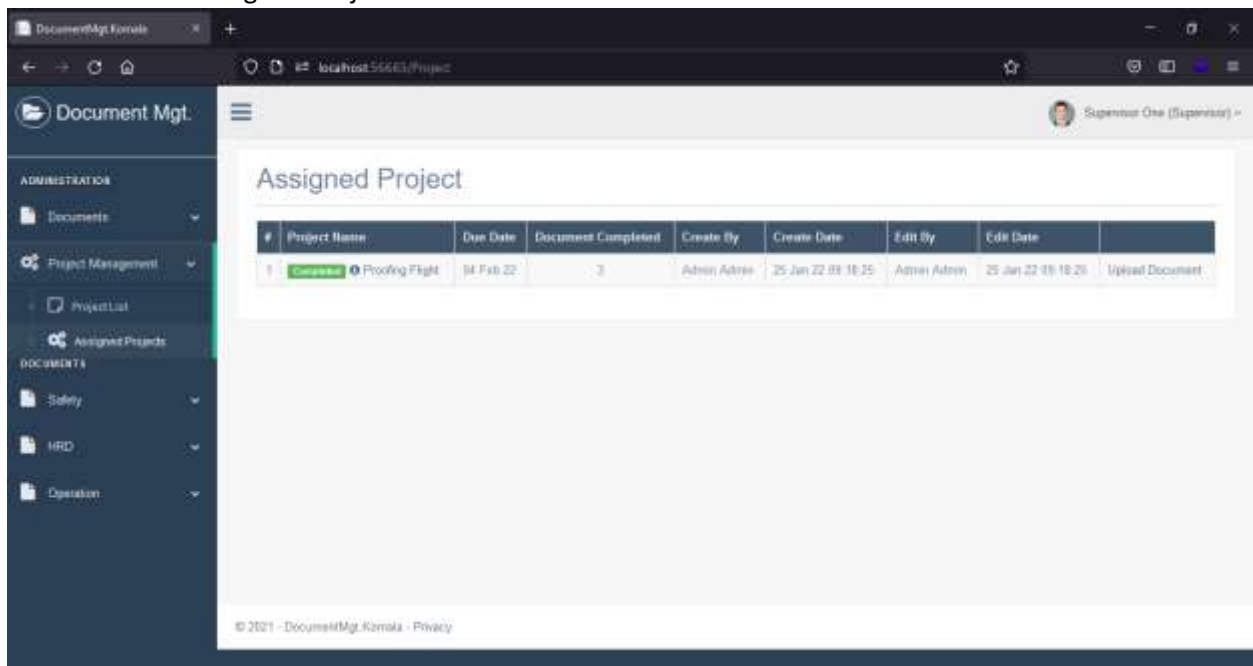 DocumentMgt.Komala
localhost:56663/Project
Document Mgt.
Supervisor One (Supervisor)
ADMINISTRATION
Documents
Project Management
Project List
Assigned Projects
DOCUMENTS
Safety
HRD
Operation
Assigned Project
# Project Name Due Date Document Completed Create By Create Date Edit By Edit Date
1 Completed Proofing Flight 04 Feb 22 3 Admin Admin 25 Jan 22 09:18:25 Admin Admin 25 Jan 22 09:18:26 Upload Document
© 2021 - DocumentMgt.Komala - Privacy